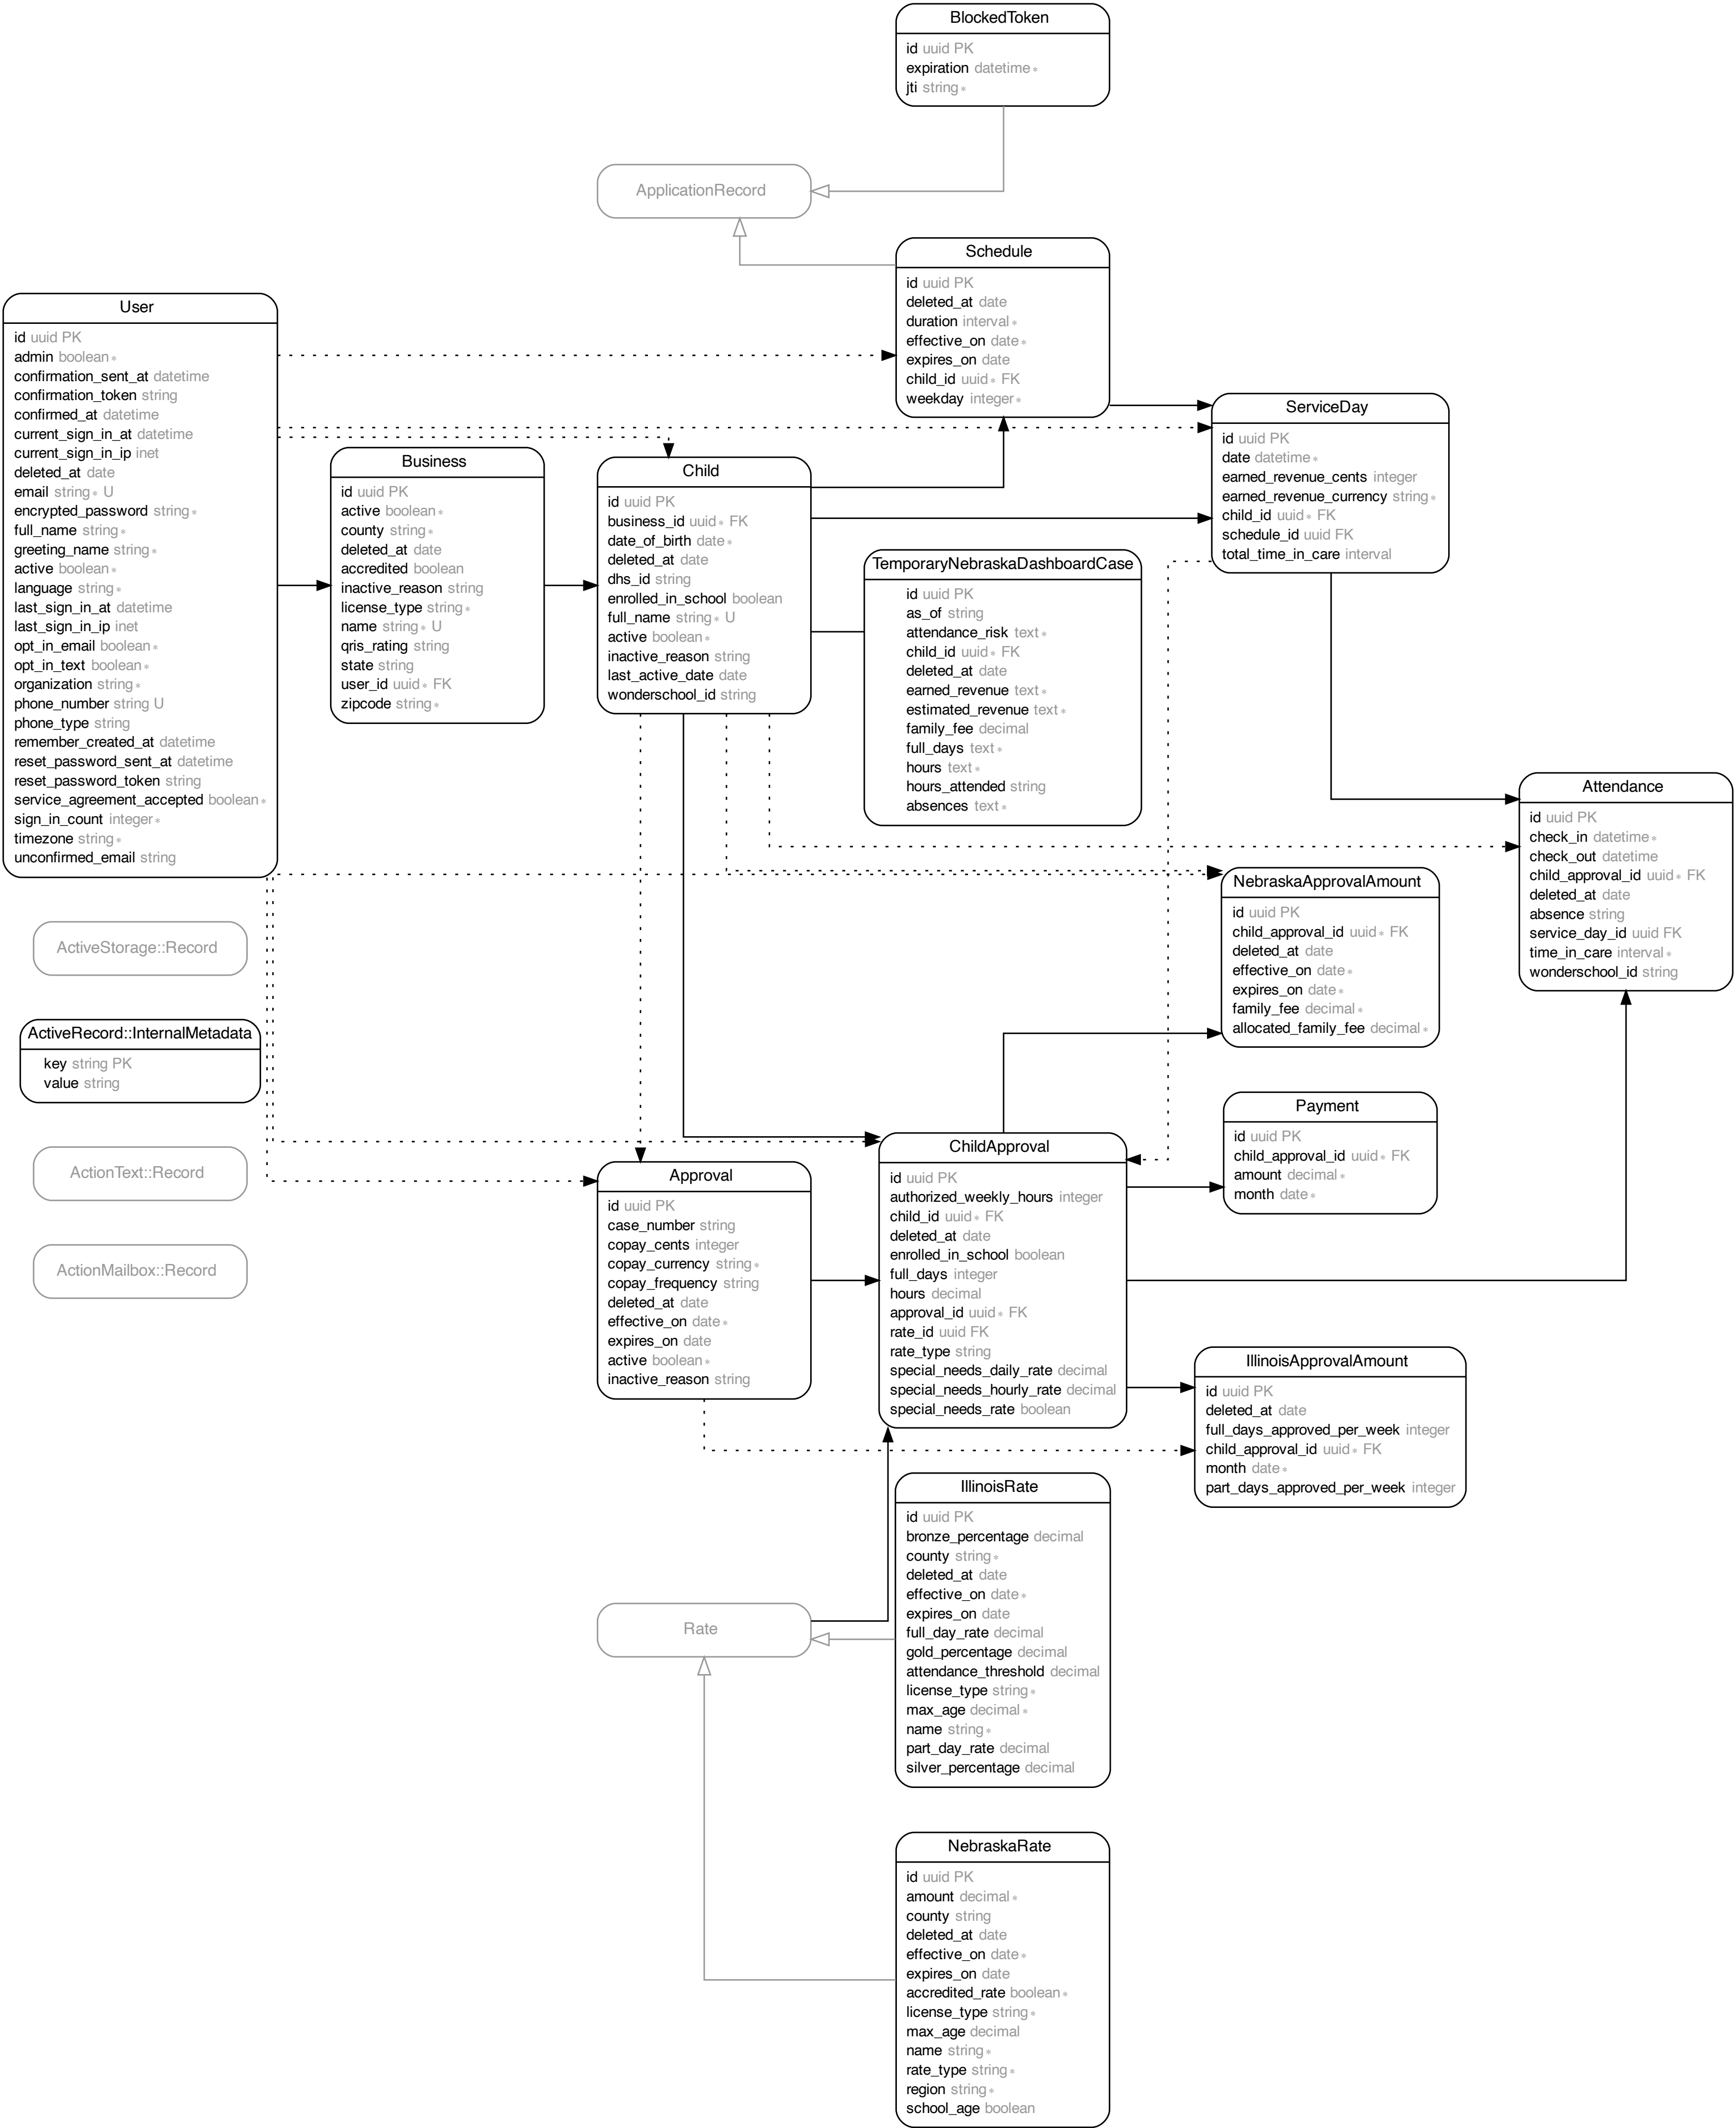 BlockedToken
id uuid PK
expiration datetime *
jti string *
ApplicationRecord
Schedule
id uuid PK
deleted_at date
duration interval *
effective_on date *
expires_on date
child_id uuid * FK
weekday integer *
User
id uuid PK
admin boolean *
confirmation_sent_at datetime
confirmation_token string
confirmed_at datetime
current_sign_in_at datetime
current_sign_in_ip inet
deleted_at date
email string * U
encrypted_password string *
full_name string *
greeting_name string *
active boolean *
language string *
last_sign_in_at datetime
last_sign_in_ip inet
opt_in_email boolean *
opt_in_text boolean *
organization string *
phone_number string U
phone_type string
remember_created_at datetime
reset_password_sent_at datetime
reset_password_token string
service_agreement_accepted boolean *
sign_in_count integer *
timezone string *
unconfirmed_email string
Business
id uuid PK
active boolean *
county string *
deleted_at date
accredited boolean
inactive_reason string
license_type string *
name string * U
qris_rating string
state string
user_id uuid * FK
zipcode string *
Child
id uuid PK
business_id uuid * FK
date_of_birth date *
deleted_at date
dhs_id string
enrolled_in_school boolean
full_name string * U
active boolean *
inactive_reason string
last_active_date date
wonderschool_id string
ServiceDay
id uuid PK
date datetime *
earned_revenue_cents integer
earned_revenue_currency string *
child_id uuid * FK
schedule_id uuid FK
total_time_in_care interval
TemporaryNebraskaDashboardCase
id uuid PK
as_of string
attendance_risk text *
child_id uuid * FK
deleted_at date
earned_revenue text *
estimated_revenue text *
family_fee decimal
full_days text *
hours text *
hours_attended string
absences text *
Attendance
id uuid PK
check_in datetime *
check_out datetime
child_approval_id uuid * FK
deleted_at date
absence string
service_day_id uuid FK
time_in_care interval *
wonderschool_id string
NebraskaApprovalAmount
id uuid PK
child_approval_id uuid * FK
deleted_at date
effective_on date *
expires_on date *
family_fee decimal *
allocated_family_fee decimal *
ActiveStorage::Record
ActiveRecord::InternalMetadata
key string PK
value string
ActionText::Record
ActionMailbox::Record
Payment
id uuid PK
child_approval_id uuid * FK
amount decimal *
month date *
Approval
id uuid PK
case_number string
copay_cents integer
copay_currency string *
copay_frequency string
deleted_at date
effective_on date *
expires_on date
active boolean *
inactive_reason string
ChildApproval
id uuid PK
authorized_weekly_hours integer
child_id uuid * FK
deleted_at date
enrolled_in_school boolean
full_days integer
hours decimal
approval_id uuid * FK
rate_id uuid FK
rate_type string
special_needs_daily_rate decimal
special_needs_hourly_rate decimal
special_needs_rate boolean
IllinoisApprovalAmount
id uuid PK
deleted_at date
full_days_approved_per_week integer
child_approval_id uuid * FK
month date *
part_days_approved_per_week integer
IllinoisRate
id uuid PK
bronze_percentage decimal
county string *
deleted_at date
effective_on date *
expires_on date
full_day_rate decimal
gold_percentage decimal
attendance_threshold decimal
license_type string *
max_age decimal *
name string *
part_day_rate decimal
silver_percentage decimal
Rate
NebraskaRate
id uuid PK
amount decimal *
county string
deleted_at date
effective_on date *
expires_on date
accredited_rate boolean *
license_type string *
max_age decimal
name string *
rate_type string *
region string *
school_age boolean